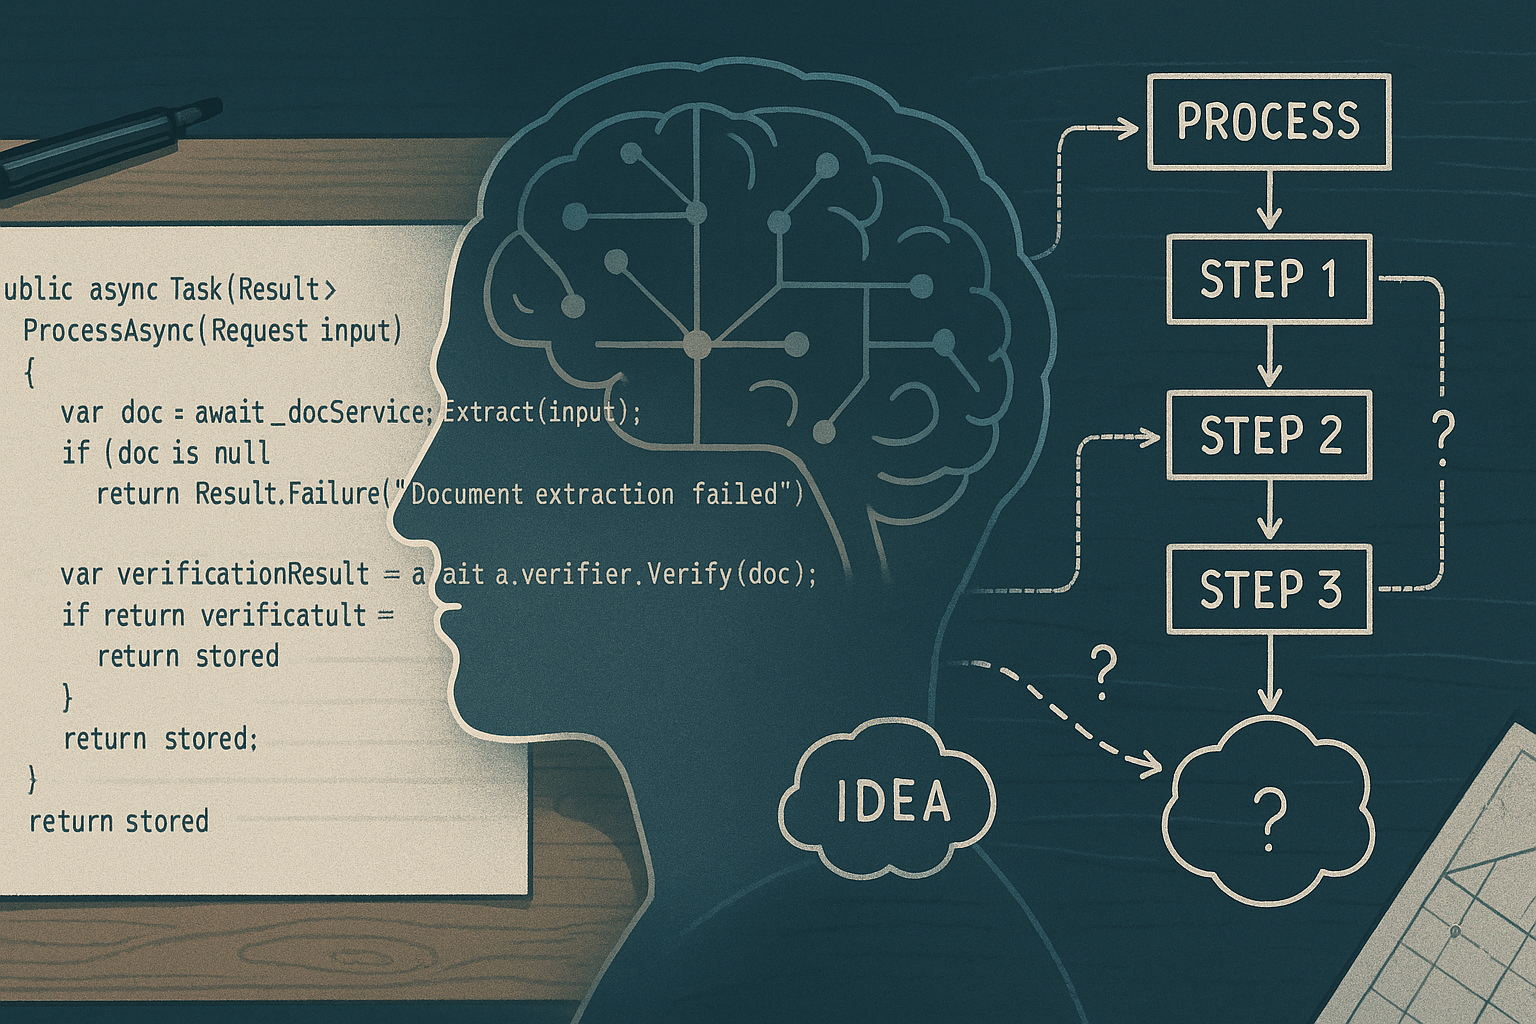 ublic async Task(Result>
ProcessAsync(Request input)
{
var doc = await _docService; Extract(input);
if (doc is null
return Result.Failure("Document extraction failed")
var verificationResult = a ait a.verifier.Verify(doc);
if return verificatult =
return stored
}
return stored;
}
return stored
IDEA
PROCESS
STEP 1
STEP 2
STEP 3
?
?
?